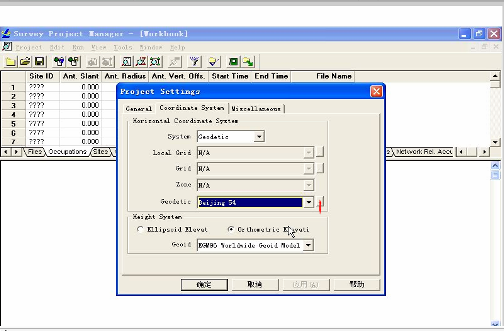 Survey Project Manager - [Workbook]
Project Edit Run View Tools Window Help
Site ID Ant. Slant Ant. Radius Ant. Vert. Offs. Start Time End Time File Name
1 ???? 0.000
2 ???? 0.000
3 ???? 0.000
4 ???? 0.000
5 ???? 0.000
6 ???? 0.000
7 ???? 0.000
Files Occupations Sites Network Rel. Accu
Project Settings
General Coordinate System Miscellaneous
Horizontal Coordinate System
System Geodetic
Local Grid N/A
Grid N/A
Zone N/A
Geodetic Beijing 54
Height System
Ellipsoid Elevat Orthometric Elevati
Geoid EGM96 Worldwide Geoid Model
确定 取消 应用(A) 帮助